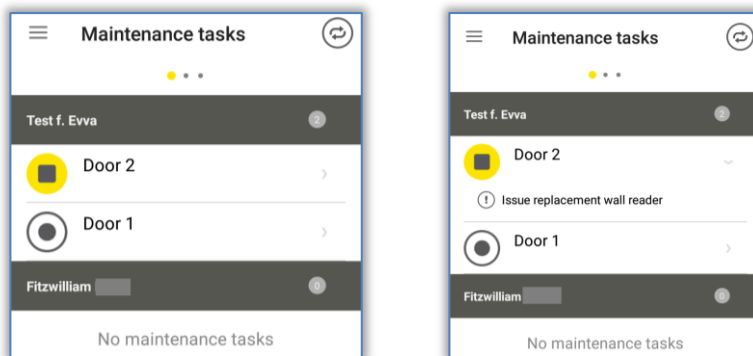 Maintenance tasks
Test f. Evva 2
Door 2
Door 1
Fitzwilliam 0
No maintenance tasks
Maintenance tasks
Test f. Evva 2
Door 2
! Issue replacement wall reader
Door 1
Fitzwilliam 0
No maintenance tasks